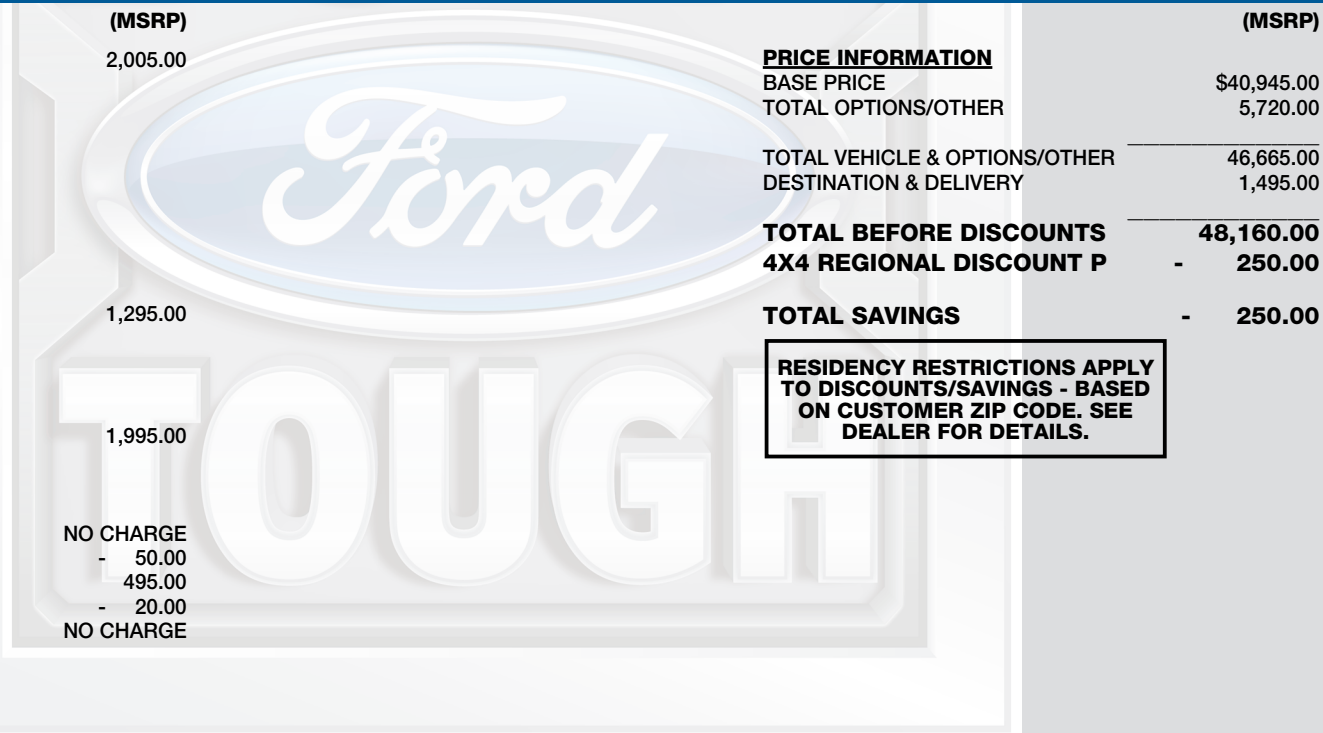 (MSRP)
2,005.00
1,295.00
1,995.00
NO CHARGE
- 50.00
495.00
- 20.00
NO CHARGE
Ford
TOUGH
(MSRP)
PRICE INFORMATION
BASE PRICE $40,945.00
TOTAL OPTIONS/OTHER 5,720.00
TOTAL VEHICLE & OPTIONS/OTHER 46,665.00
DESTINATION & DELIVERY 1,495.00
TOTAL BEFORE DISCOUNTS 48,160.00
4X4 REGIONAL DISCOUNT P - 250.00
TOTAL SAVINGS - 250.00
RESIDENCY RESTRICTIONS APPLY
TO DISCOUNTS/SAVINGS - BASED
ON CUSTOMER ZIP CODE. SEE
DEALER FOR DETAILS.